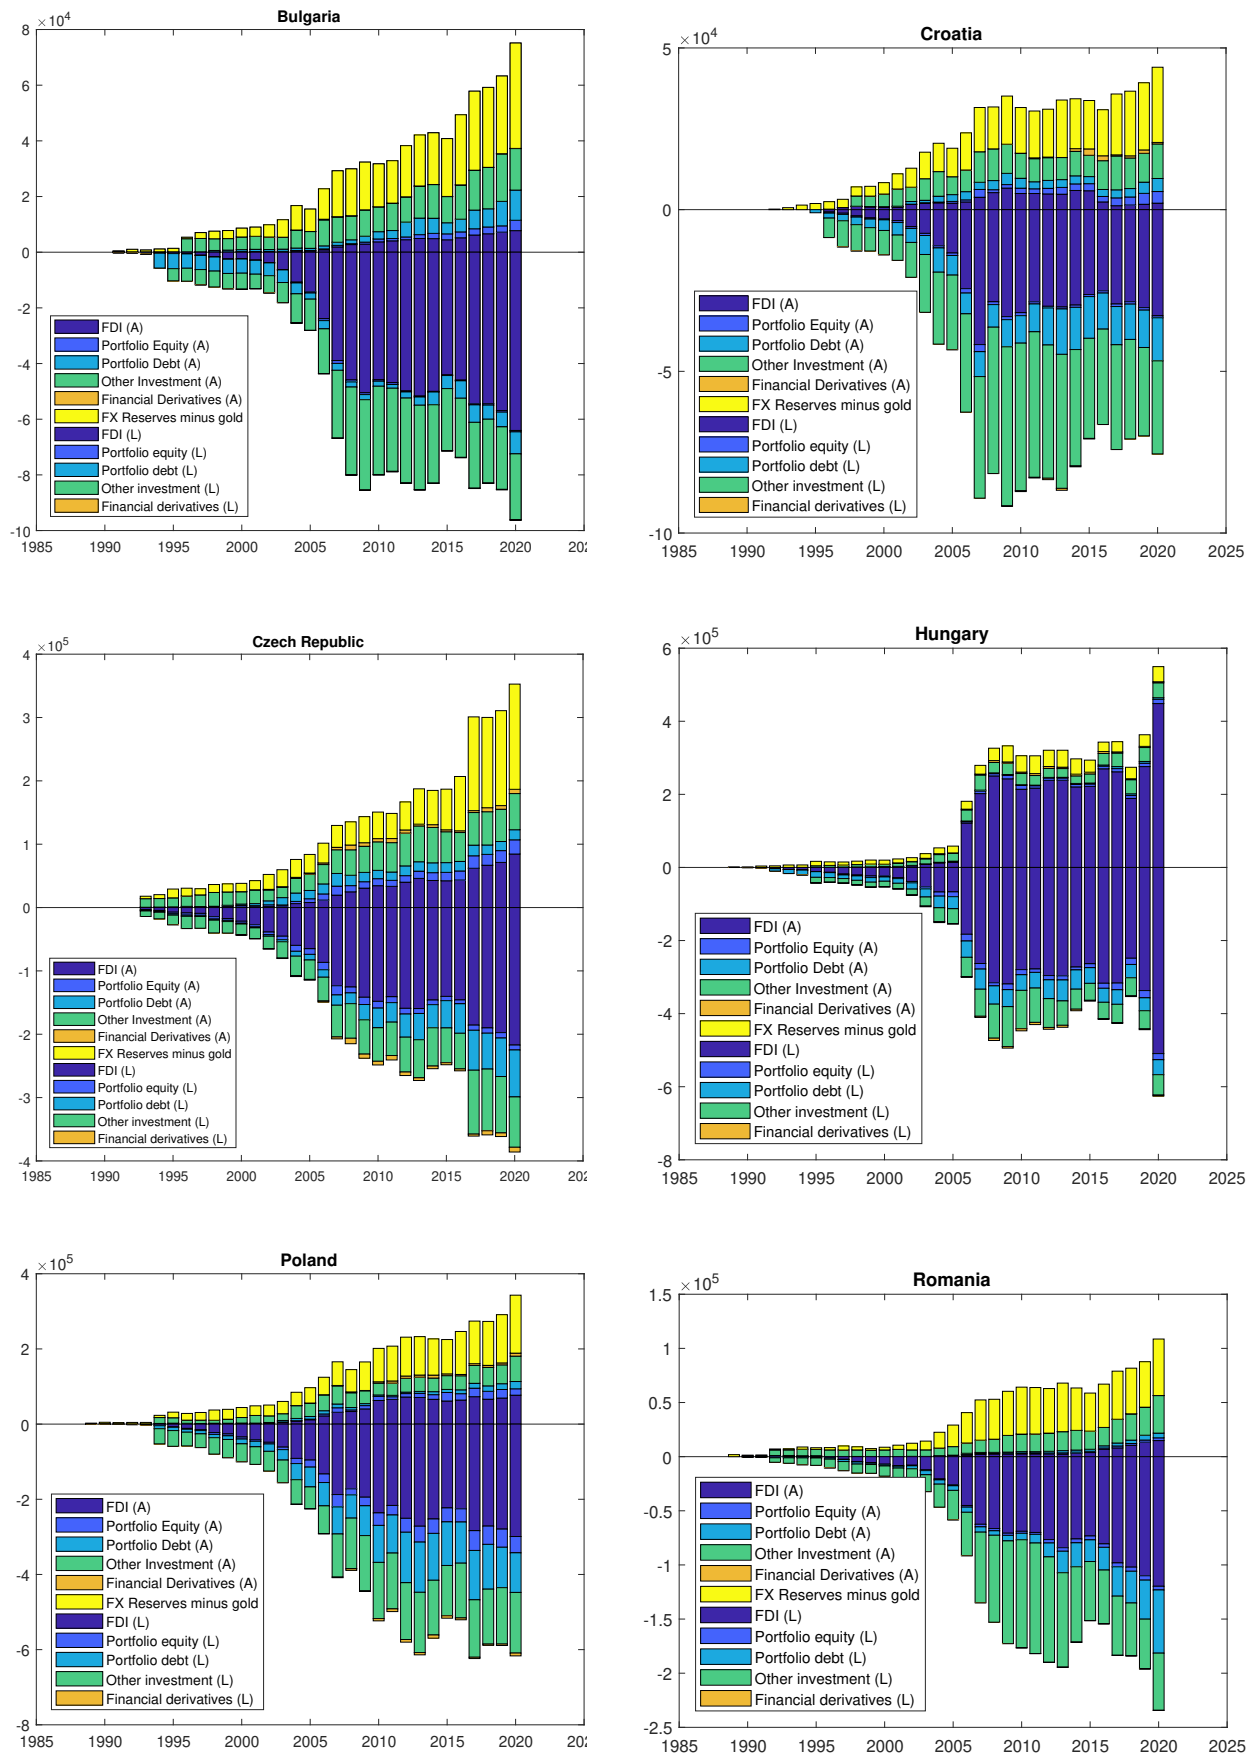 Bulgaria
×10^4
8
6
4
2
0
-2
-4
-6
-8
-10
FDI (A)
Portfolio Equity (A)
Portfolio Debt (A)
Other Investment (A)
Financial Derivatives (A)
FX Reserves minus gold
FDI (L)
Portfolio equity (L)
Portfolio debt (L)
Other investment (L)
Financial derivatives (L)
1985 1990 1995 2000 2005 2010 2015 2020 202
Croatia
×10^4
5
0
-5
-10
FDI (A)
Portfolio Equity (A)
Portfolio Debt (A)
Other Investment (A)
Financial Derivatives (A)
FX Reserves minus gold
FDI (L)
Portfolio equity (L)
Portfolio debt (L)
Other investment (L)
Financial derivatives (L)
1985 1990 1995 2000 2005 2010 2015 2020 2025
Czech Republic
×10^5
4
3
2
1
0
-1
-2
-3
-4
FDI (A)
Portfolio Equity (A)
Portfolio Debt (A)
Other Investment (A)
Financial Derivatives (A)
FX Reserves minus gold
FDI (L)
Portfolio equity (L)
Portfolio debt (L)
Other investment (L)
Financial derivatives (L)
1985 1990 1995 2000 2005 2010 2015 2020 202
Hungary
×10^5
6
4
2
0
-2
-4
-6
-8
FDI (A)
Portfolio Equity (A)
Portfolio Debt (A)
Other Investment (A)
Financial Derivatives (A)
FX Reserves minus gold
FDI (L)
Portfolio equity (L)
Portfolio debt (L)
Other investment (L)
Financial derivatives (L)
1985 1990 1995 2000 2005 2010 2015 2020 2025
Poland
×10^5
4
2
0
-2
-4
-6
-8
FDI (A)
Portfolio Equity (A)
Portfolio Debt (A)
Other Investment (A)
Financial Derivatives (A)
FX Reserves minus gold
FDI (L)
Portfolio equity (L)
Portfolio debt (L)
Other investment (L)
Financial derivatives (L)
1985 1990 1995 2000 2005 2010 2015 2020 202
Romania
×10^5
1.5
1
0.5
0
-0.5
-1
-1.5
-2
-2.5
FDI (A)
Portfolio Equity (A)
Portfolio Debt (A)
Other Investment (A)
Financial Derivatives (A)
FX Reserves minus gold
FDI (L)
Portfolio equity (L)
Portfolio debt (L)
Other investment (L)
Financial derivatives (L)
1985 1990 1995 2000 2005 2010 2015 2020 2025